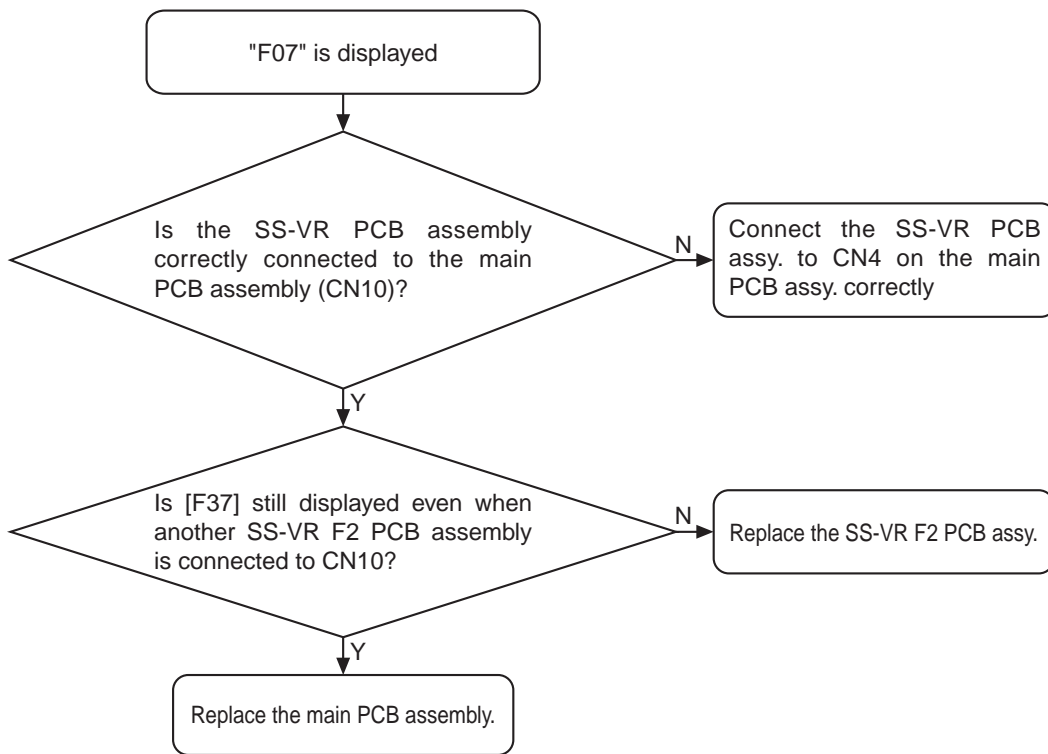 "F07" is displayed
Is the SS-VR PCB assembly
correctly connected to the main
PCB assembly (CN10)?
N
Connect the SS-VR PCB
assy. to CN4 on the main
PCB assy. correctly
Y
Is [F37] still displayed even when
another SS-VR F2 PCB assembly
is connected to CN10?
N
Replace the SS-VR F2 PCB assy.
Y
Replace the main PCB assembly.